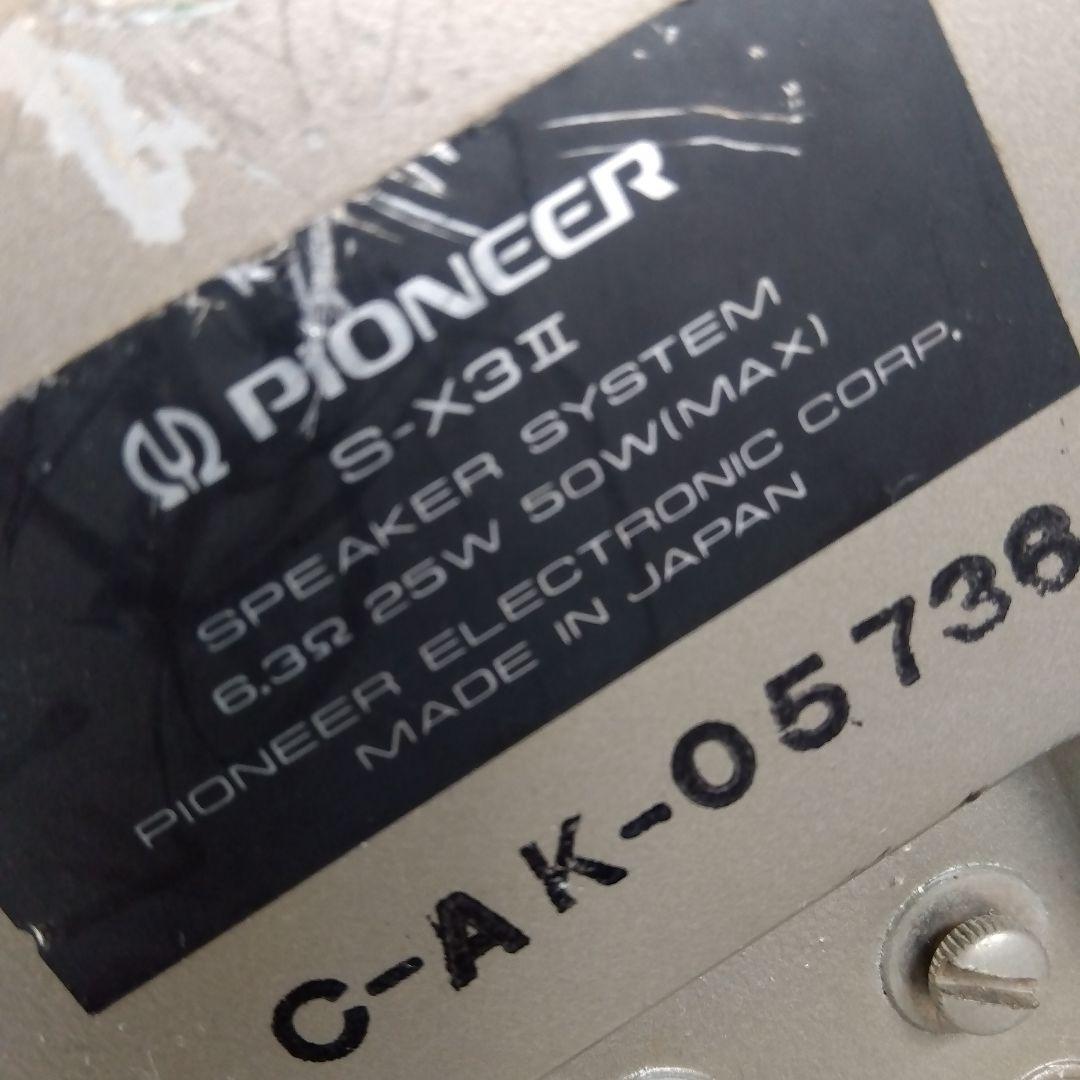 PIONEER
S-X3II
SPEAKER SYSTEM
6.3Ω 25W 50W(MAX)
PIONEER ELECTRONIC CORP.
MADE IN JAPAN
C-AK-05736